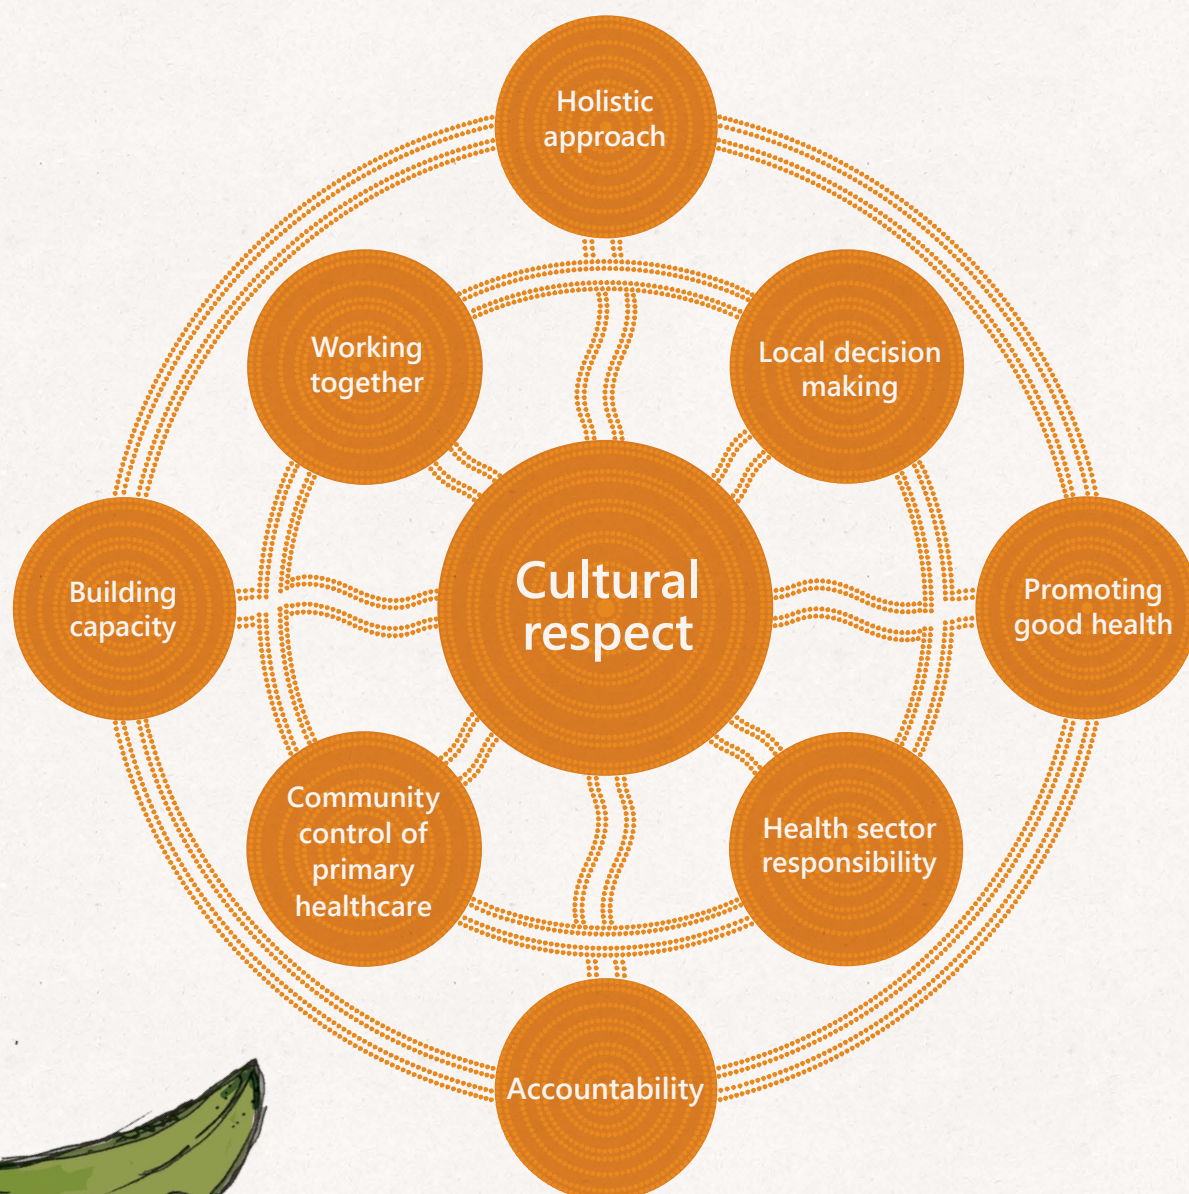 Holistic
approach
Working
together
Local decision
making
Building
capacity
Cultural
respect
Promoting
good health
Community
control of
primary
healthcare
Health sector
responsibility
Accountability